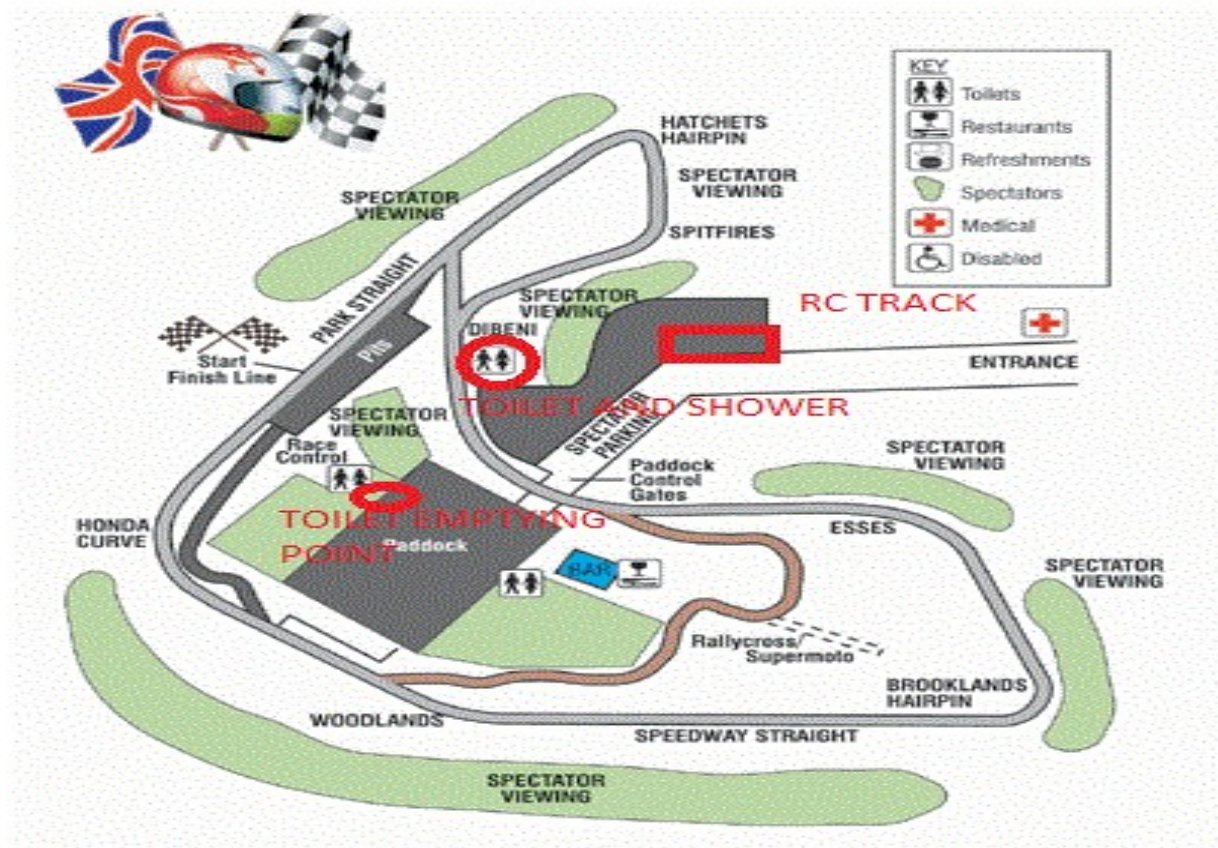 KEY
Toilets
Restaurants
Refreshments
Spectators
Medical
Disabled
HATCHETS
HAIRPIN
SPECTATOR
VIEWING
SPITFIRES
SPECTATOR
VIEWING
PARK STRAIGHT
SPECTATOR
VIEWING
DIBENI
RC TRACK
Start
Finish Line
Pits
ENTRANCE
TOILET AND SHOWER
SPECTATOR
PARKING
SPECTATOR
VIEWING
Race
Control
Paddock
Control
Gates
SPECTATOR
VIEWING
TOILET EMPTYING
POINT
Paddock
HONDA
CURVE
ESSES
SPECTATOR
VIEWING
BAR
Rallycross/
Supermoto
BROOKLANDS
HAIRPIN
WOODLANDS
SPEEDWAY STRAIGHT
SPECTATOR
VIEWING